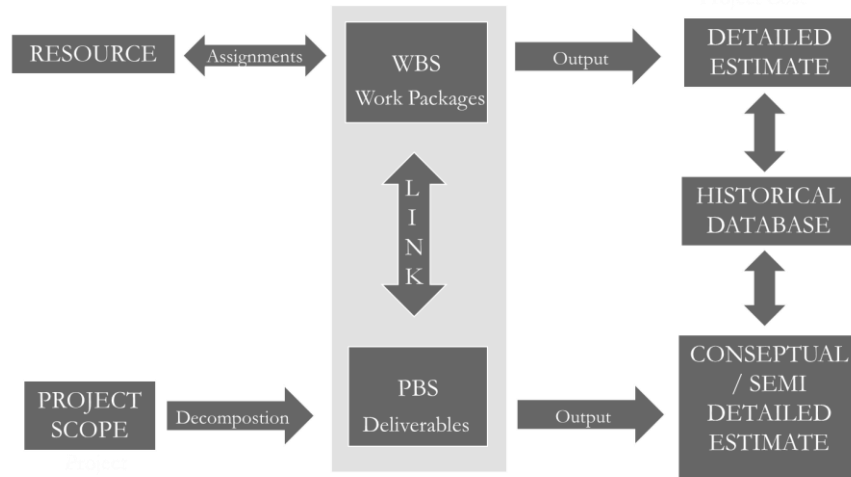 RESOURCE
Assignments
WBS
Work Packages
Output
DETAILED
ESTIMATE
L
I
N
K
HISTORICAL
DATABASE
PROJECT
SCOPE
Decompostion
PBS
Deliverables
Output
CONSEPTUAL
/ SEMI
DETAILED
ESTIMATE